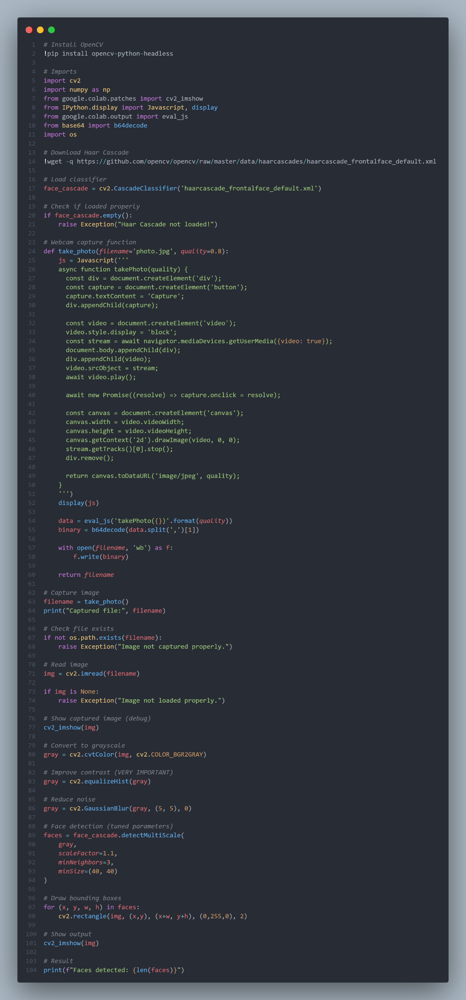 1 # Install OpenCV
2 !pip install opencv-python-headless
3
4 # Imports
5 import cv2
6 import numpy as np
7 from google.colab.patches import cv2_imshow
8 from IPython.display import Javascript, display
9 from google.colab.output import eval_js
10 from base64 import b64decode
11 import os
12
13 # Download Haar Cascade
14 !wget -q https://github.com/opencv/opencv/raw/master/data/haarcascades/haarcascade_frontalface_default.xml
15
16 # Load classifier
17 face_cascade = cv2.CascadeClassifier('haarcascade_frontalface_default.xml')
18
19 # Check if loaded properly
20 if face_cascade.empty():
21     raise Exception("Haar Cascade not loaded!")
22
23 # Webcam capture function
24 def take_photo(filename='photo.jpg', quality=0.8):
25     js = Javascript('''
26     async function takePhoto(quality) {
27       const div = document.createElement('div');
28       const capture = document.createElement('button');
29       capture.textContent = 'Capture';
30       div.appendChild(capture);
31
32       const video = document.createElement('video');
33       video.style.display = 'block';
34       const stream = await navigator.mediaDevices.getUserMedia({video: true});
35       document.body.appendChild(div);
36       div.appendChild(video);
37       video.srcObject = stream;
38       await video.play();
39
40       await new Promise((resolve) => capture.onclick = resolve);
41
42       const canvas = document.createElement('canvas');
43       canvas.width = video.videoWidth;
44       canvas.height = video.videoHeight;
45       canvas.getContext('2d').drawImage(video, 0, 0);
46       stream.getTracks()[0].stop();
47       div.remove();
48
49       return canvas.toDataURL('image/jpeg', quality);
50     }
51     ''')
52     display(js)
53
54     data = eval_js('takePhoto({})'.format(quality))
55     binary = b64decode(data.split(',')[1])
56
57     with open(filename, 'wb') as f:
58         f.write(binary)
59
60     return filename
61
62 # Capture image
63 filename = take_photo()
64 print("Captured file:", filename)
65
66 # Check file exists
67 if not os.path.exists(filename):
68     raise Exception("Image not captured properly.")
69
70 # Read image
71 img = cv2.imread(filename)
72
73 if img is None:
74     raise Exception("Image not loaded properly.")
75
76 # Show captured image (debug)
77 cv2_imshow(img)
78
79 # Convert to grayscale
80 gray = cv2.cvtColor(img, cv2.COLOR_BGR2GRAY)
81
82 # Improve contrast (VERY IMPORTANT)
83 gray = cv2.equalizeHist(gray)
84
85 # Reduce noise
86 gray = cv2.GaussianBlur(gray, (5, 5), 0)
87
88 # Face detection (tuned parameters)
89 faces = face_cascade.detectMultiScale(
90     gray,
91     scaleFactor=1.1,
92     minNeighbors=3,
93     minSize=(40, 40)
94 )
95
96 # Draw bounding boxes
97 for (x, y, w, h) in faces:
98     cv2.rectangle(img, (x,y), (x+w, y+h), (0,255,0), 2)
99
100 # Show output
101 cv2_imshow(img)
102
103 # Result
104 print(f"Faces detected: {len(faces)}")